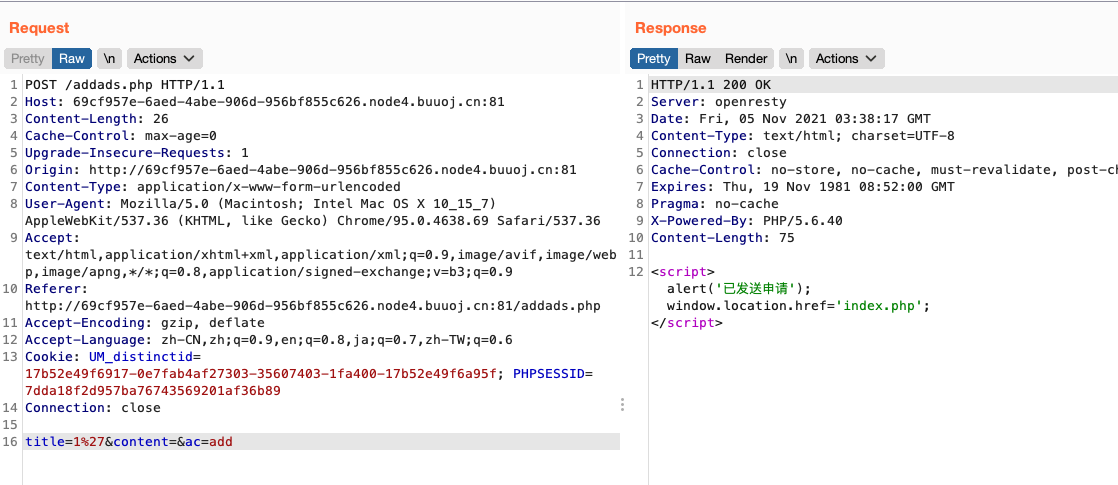 Request
Pretty Raw \n Actions
1 POST /addads.php HTTP/1.1
2 Host: 69cf957e-6aed-4abe-906d-956bf855c626.node4.buuoj.cn:81
3 Content-Length: 26
4 Cache-Control: max-age=0
5 Upgrade-Insecure-Requests: 1
6 Origin: http://69cf957e-6aed-4abe-906d-956bf855c626.node4.buuoj.cn:81
7 Content-Type: application/x-www-form-urlencoded
8 User-Agent: Mozilla/5.0 (Macintosh; Intel Mac OS X 10_15_7)
AppleWebKit/537.36 (KHTML, like Gecko) Chrome/95.0.4638.69 Safari/537.36
9 Accept:
text/html,application/xhtml+xml,application/xml;q=0.9,image/avif,image/web
p,image/apng,*/*;q=0.8,application/signed-exchange;v=b3;q=0.9
10 Referer:
http://69cf957e-6aed-4abe-906d-956bf855c626.node4.buuoj.cn:81/addads.php
11 Accept-Encoding: gzip, deflate
12 Accept-Language: zh-CN,zh;q=0.9,en;q=0.8,ja;q=0.7,zh-TW;q=0.6
13 Cookie: UM_distinctid=
17b52e49f6917-0e7fab4af27303-35607403-1fa400-17b52e49f6a95f; PHPSESSID=
7dda18f2d957ba76743569201af36b89
14 Connection: close
15
16 title=1%27&content=&ac=add
Response
Pretty Raw Render \n Actions
1 HTTP/1.1 200 OK
2 Server: openresty
3 Date: Fri, 05 Nov 2021 03:38:17 GMT
4 Content-Type: text/html; charset=UTF-8
5 Connection: close
6 Cache-Control: no-store, no-cache, must-revalidate, post-ch
7 Expires: Thu, 19 Nov 1981 08:52:00 GMT
8 Pragma: no-cache
9 X-Powered-By: PHP/5.6.40
10 Content-Length: 75
11
12 <script>
alert('已发送申请');
window.location.href='index.php';
</script>